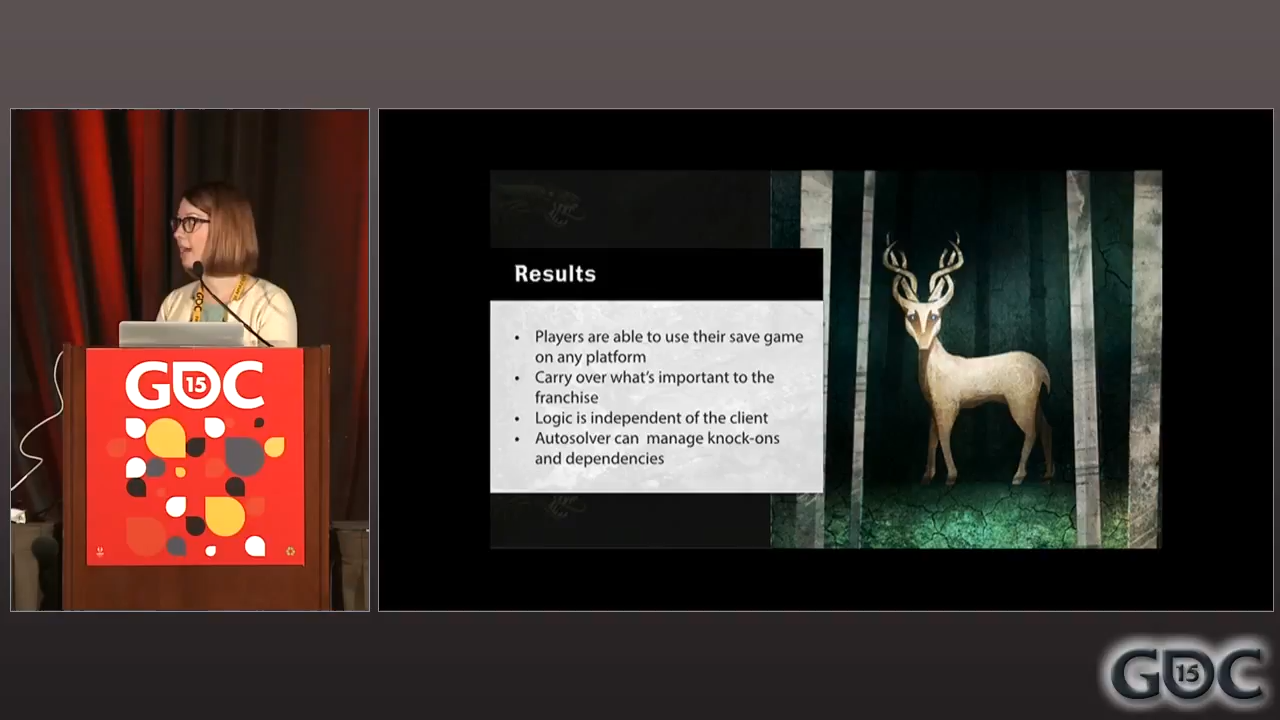 Results
• Players are able to use their save game
on any platform
• Carry over what's important to the
franchise
• Logic is independent of the client
• Autosolver can  manage knock-ons
and dependencies
GDC
15
GDC
15